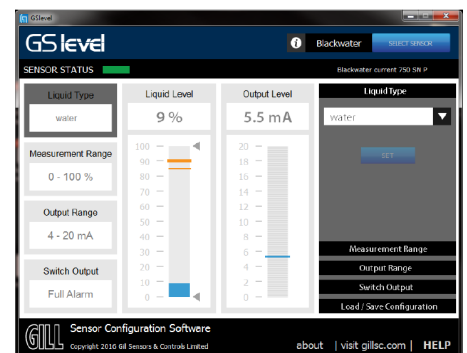 GSlevel
GSlevel
i
Blackwater
SELECT SENSOR
SENSOR STATUS
Blackwater current 250 SN P
Liquid Type
water
Measurement Range
0 - 100 %
Output Range
4 - 20 mA
Switch Output
Full Alarm
Liquid Level
9 %
100
90
80
70
60
50
40
30
20
10
0
Output Level
5.5 mA
20
18
16
14
12
10
8
6
4
2
0
Liquid Type
water
SET
Measurement Range
Output Range
Switch Output
Load / Save Configuration
GILL
Sensor Configuration Software
Copyright 2016 Gill Sensors & Controls Limited
about | visit gillsc.com | HELP